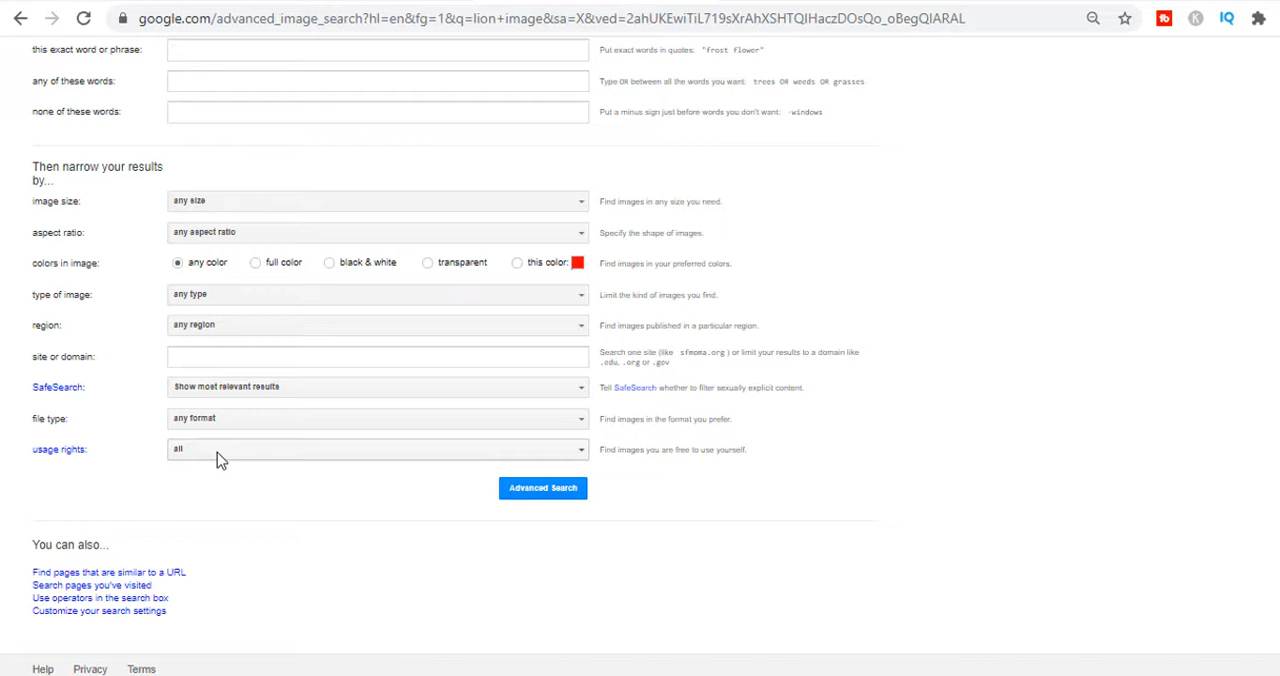 google.com/advanced_image_search?hl=en&fg=1&q=lion+image&sa=X&ved=2ahUKEwiTiL719sXrAhXSHTQIHaczDOsQo_oBegQIARAL
IQ
this exact word or phrase: Put exact words in quotes: "frost flower"
any of these words: Type OR between all the words you want: trees OR weeds OR grasses
none of these words: Put a minus sign just before words you don't want: -windows
Then narrow your results
by...
image size: any size Find images in any size you need.
aspect ratio: any aspect ratio Specify the shape of images.
colors in image: any color full color black & white transparent this color: Find images in your preferred colors.
type of image: any type Limit the kind of images you find.
region: any region Find images published in a particular region.
site or domain: Search one site (like sfmoma.org ) or limit your results to a domain like
.edu, .org or .gov
SafeSearch: Show most relevant results Tell SafeSearch whether to filter sexually explicit content.
file type: any format Find images in the format you prefer.
usage rights: all Find images you are free to use yourself.
Advanced Search
You can also...
Find pages that are similar to a URL
Search pages you've visited
Use operators in the search box
Customize your search settings
Help Privacy Terms